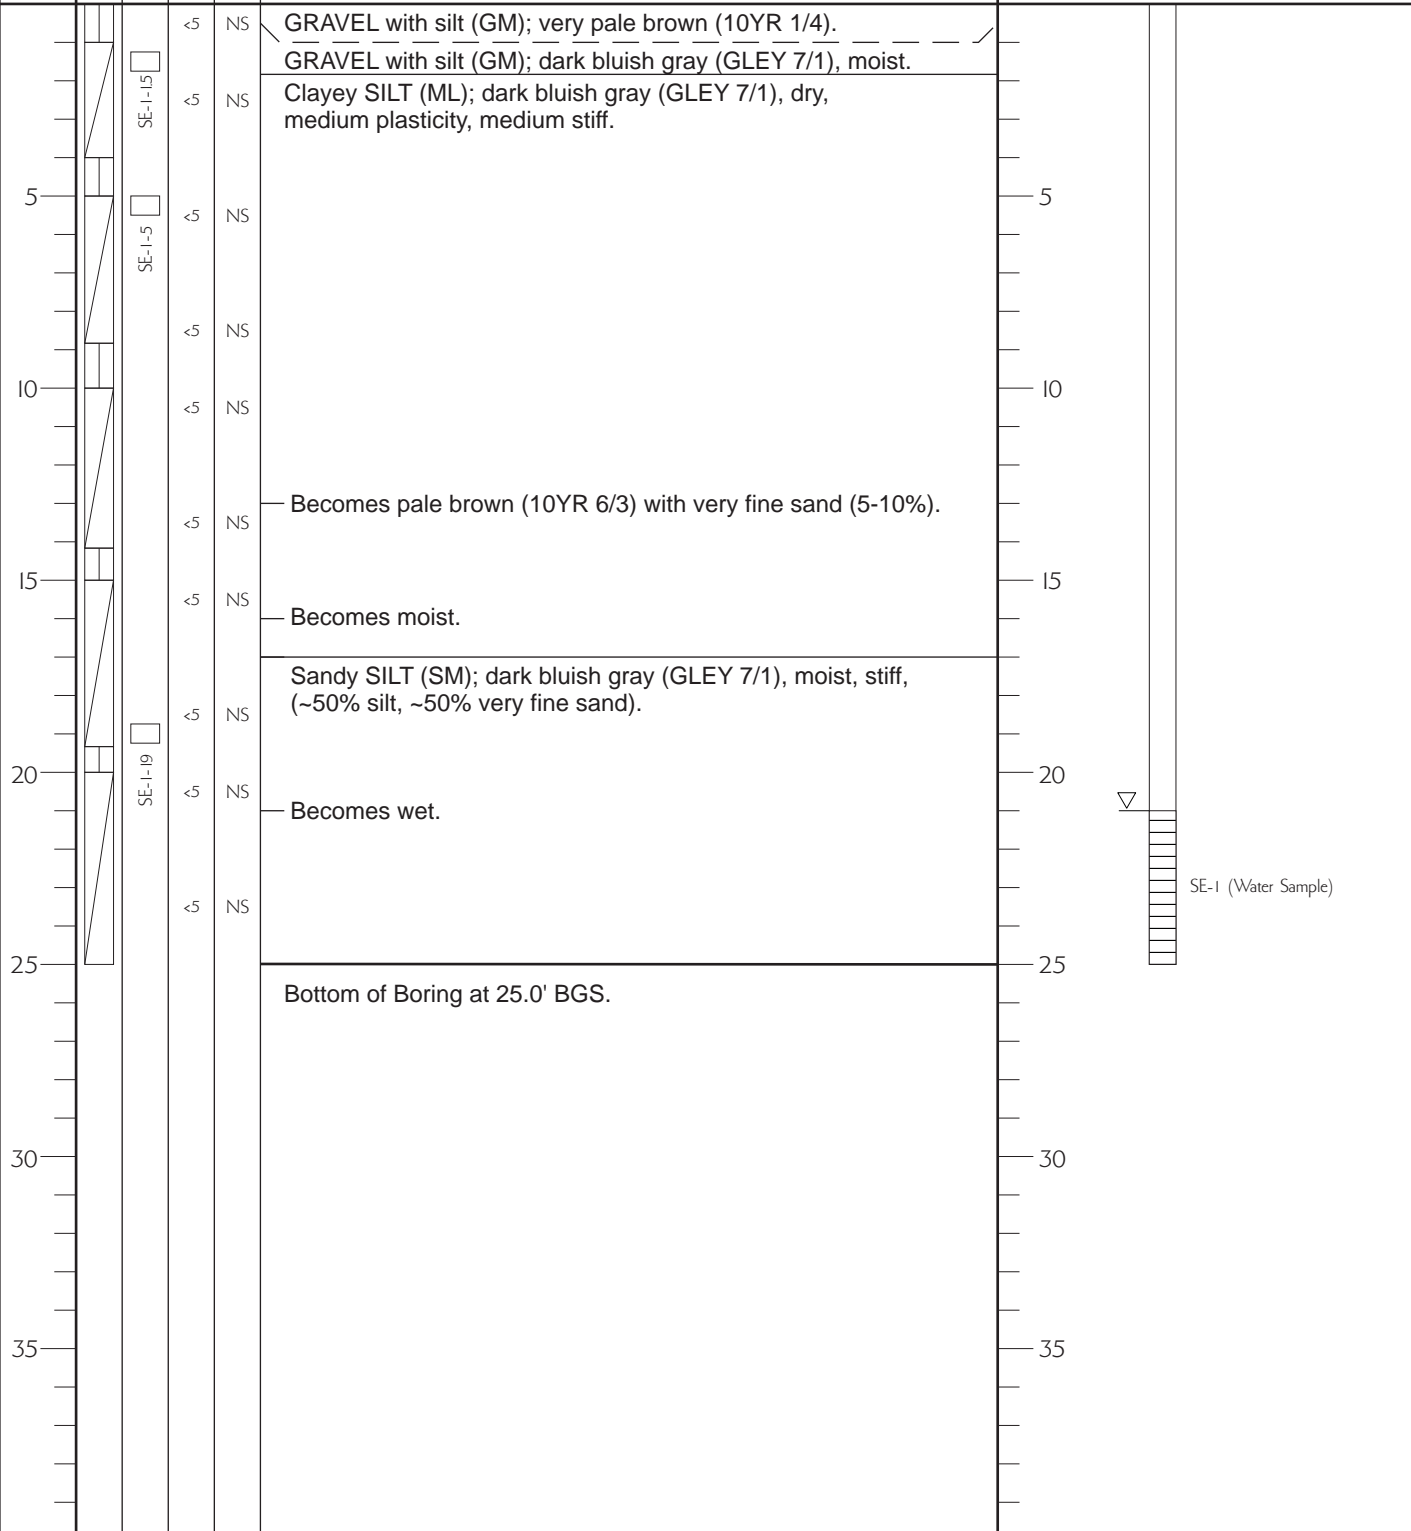 <5 NS GRAVEL with silt (GM); very pale brown (10YR 1/4).
GRAVEL with silt (GM); dark bluish gray (GLEY 7/1), moist.
SE-1-1.5
<5 NS Clayey SILT (ML); dark bluish gray (GLEY 7/1), dry,
medium plasticity, medium stiff.
5 5
SE-1-5
<5 NS
<5 NS
10 10
<5 NS
Becomes pale brown (10YR 6/3) with very fine sand (5-10%).
<5 NS
15 15
<5 NS
Becomes moist.
Sandy SILT (SM); dark bluish gray (GLEY 7/1), moist, stiff,
(~50% silt, ~50% very fine sand).
<5 NS
SE-1-19
20 20
<5 NS
Becomes wet.
SE-1 (Water Sample)
<5 NS
25 25
Bottom of Boring at 25.0' BGS.
30 30
35 35